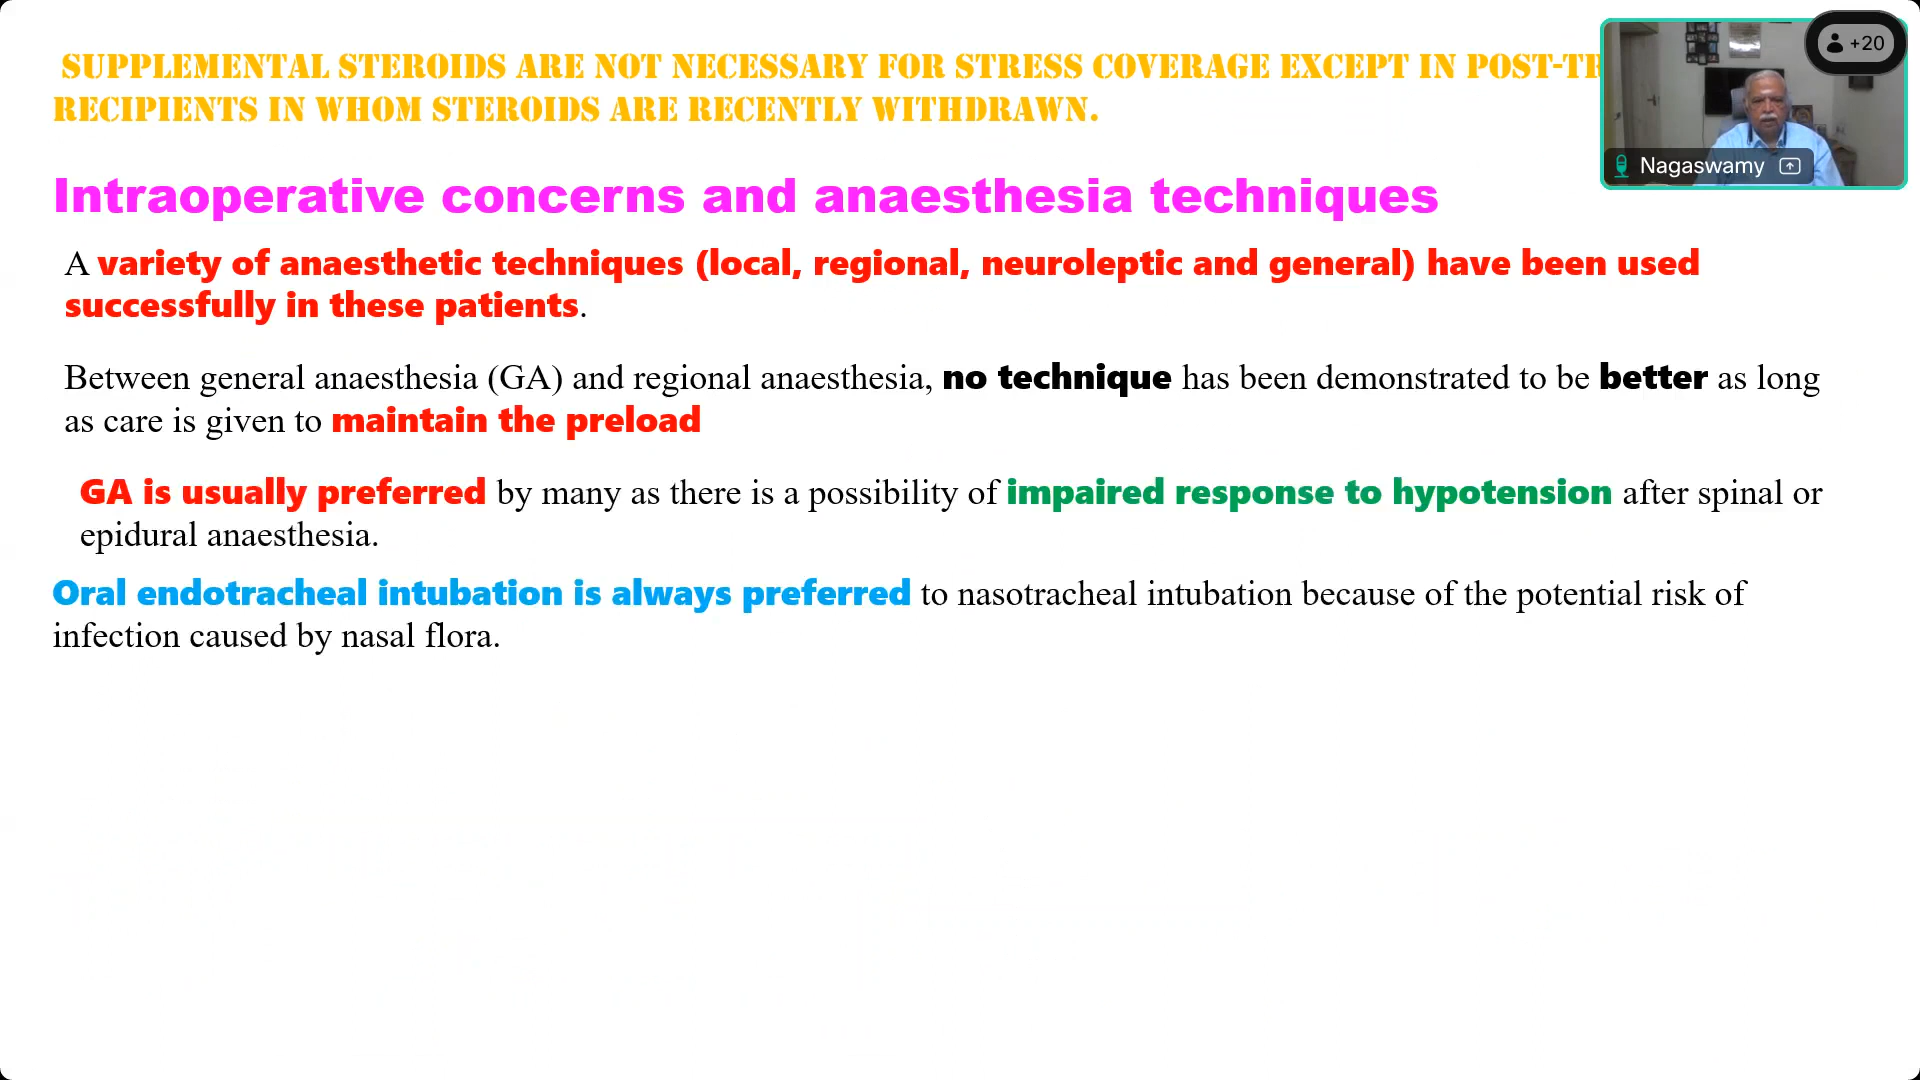 SUPPLEMENTAL STEROIDS ARE NOT NECESSARY FOR STRESS COVERAGE EXCEPT IN POST-TR
RECIPIENTS IN WHOM STEROIDS ARE RECENTLY WITHDRAWN.
+20
Nagaswamy
Intraoperative concerns and anaesthesia techniques
A variety of anaesthetic techniques (local, regional, neuroleptic and general) have been used
successfully in these patients.
Between general anaesthesia (GA) and regional anaesthesia, no technique has been demonstrated to be better as long
as care is given to maintain the preload
GA is usually preferred by many as there is a possibility of impaired response to hypotension after spinal or
epidural anaesthesia.
Oral endotracheal intubation is always preferred to nasotracheal intubation because of the potential risk of
infection caused by nasal flora.